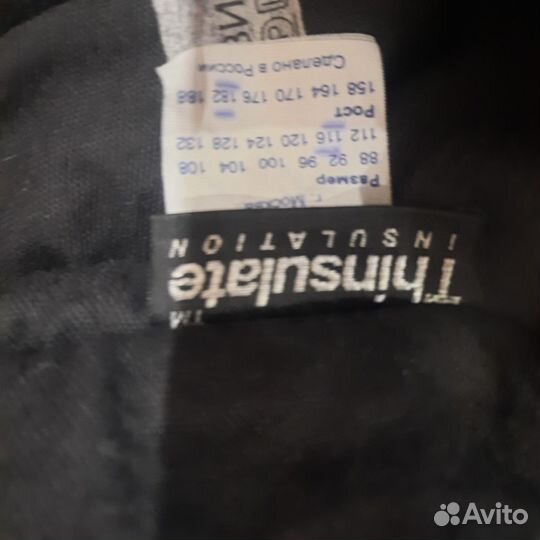 Thinsulate
INSULATION
TM
г. Москва
Размер
88 92 96 100 104 108
112 116 120 124 128 132
Рост
158 164 170 176 182 188
Сделано в России
Avito